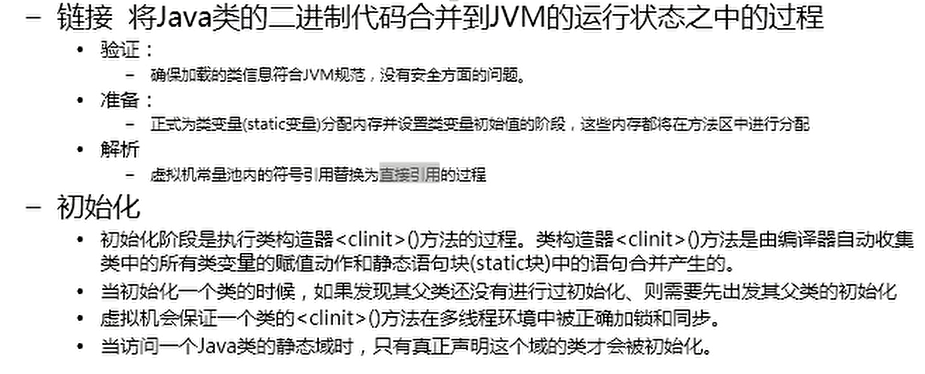 – 链接 将Java类的二进制代码合并到JVM的运行状态之中的过程
• 验证：
– 确保加载的类信息符合JVM规范，没有安全方面的问题。
• 准备：
– 正式为类变量(static变量)分配内存并设置类变量初始值的阶段，这些内存都将在方法区中进行分配
• 解析
– 虚拟机常量池内的符号引用替换为直接引用的过程
– 初始化
• 初始化阶段是执行类构造器<clinit>()方法的过程。类构造器<clinit>()方法是由编译器自动收集
类中的所有类变量的赋值动作和静态语句块(static块)中的语句合并产生的。
• 当初始化一个类的时候，如果发现其父类还没有进行过初始化、则需要先出发其父类的初始化
• 虚拟机会保证一个类的<clinit>()方法在多线程环境中被正确加锁和同步。
• 当访问一个Java类的静态域时，只有真正声明这个域的类才会被初始化。